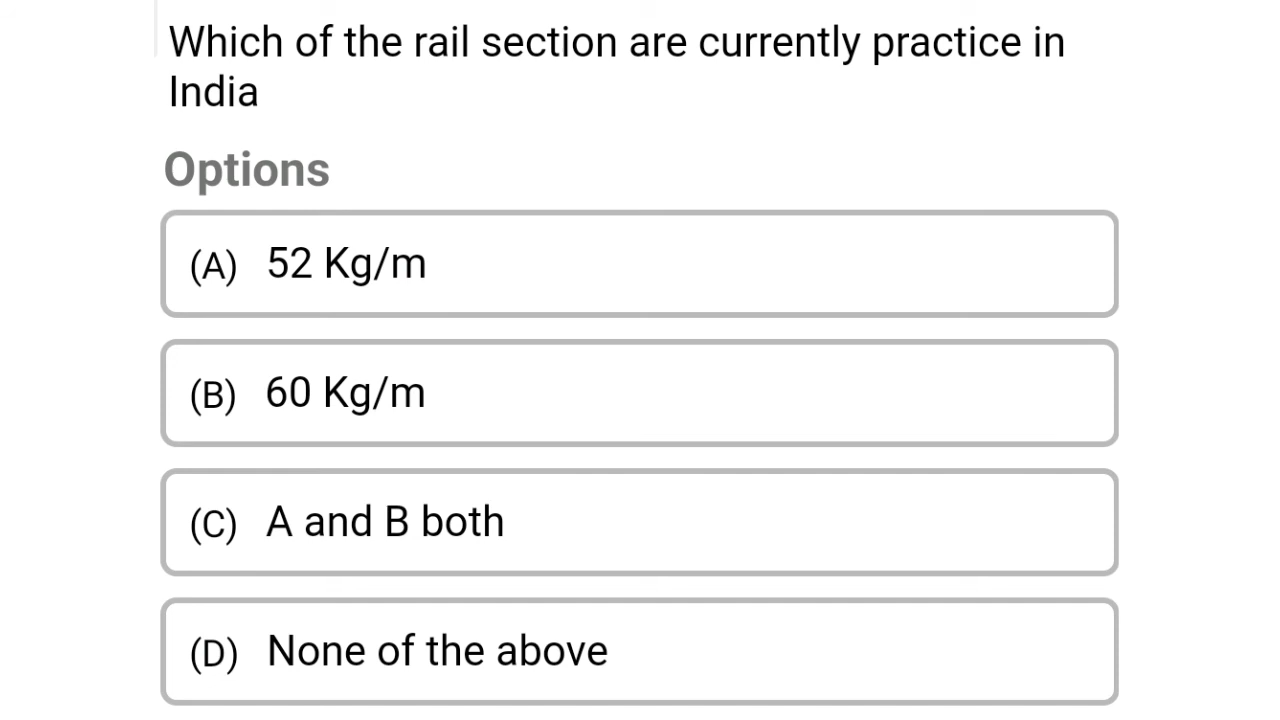 Which of the rail section are currently practice in
India
Options
(A) 52 Kg/m
(B) 60 Kg/m
(C) A and B both
(D) None of the above